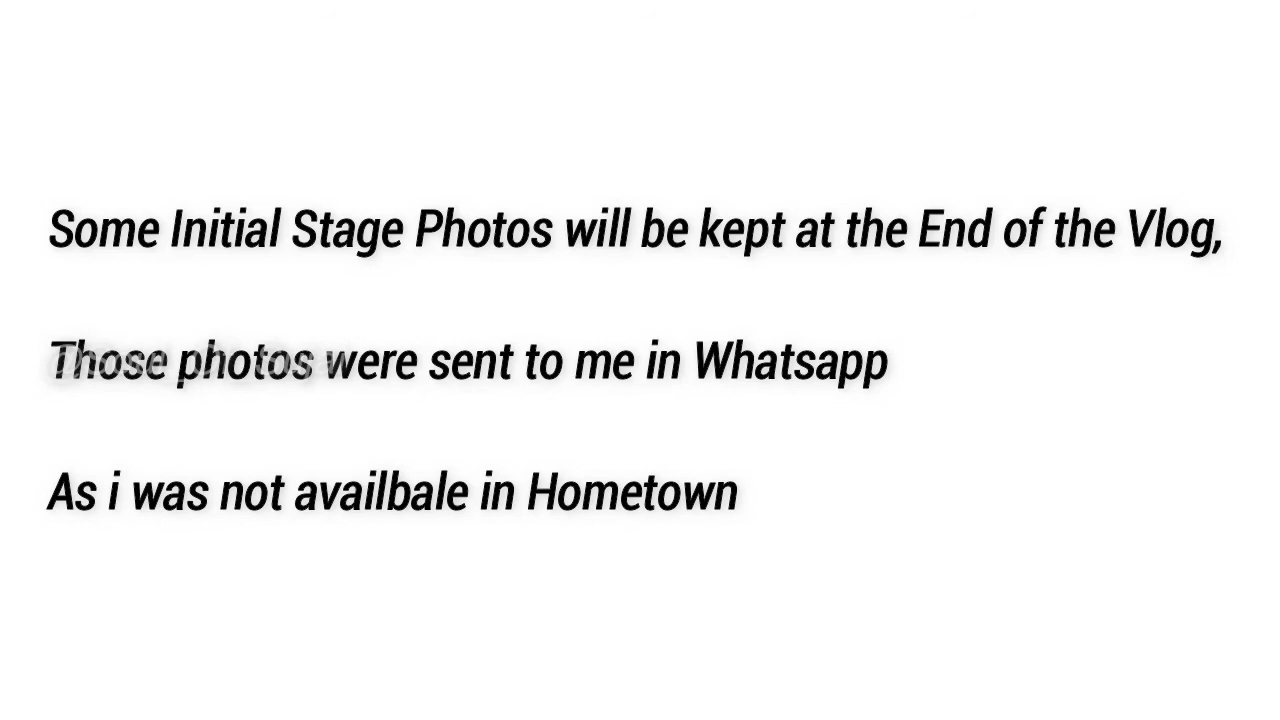 Some Initial Stage Photos will be kept at the End of the Vlog,
Those photos were sent to me in Whatsapp
As i was not availbale in Hometown